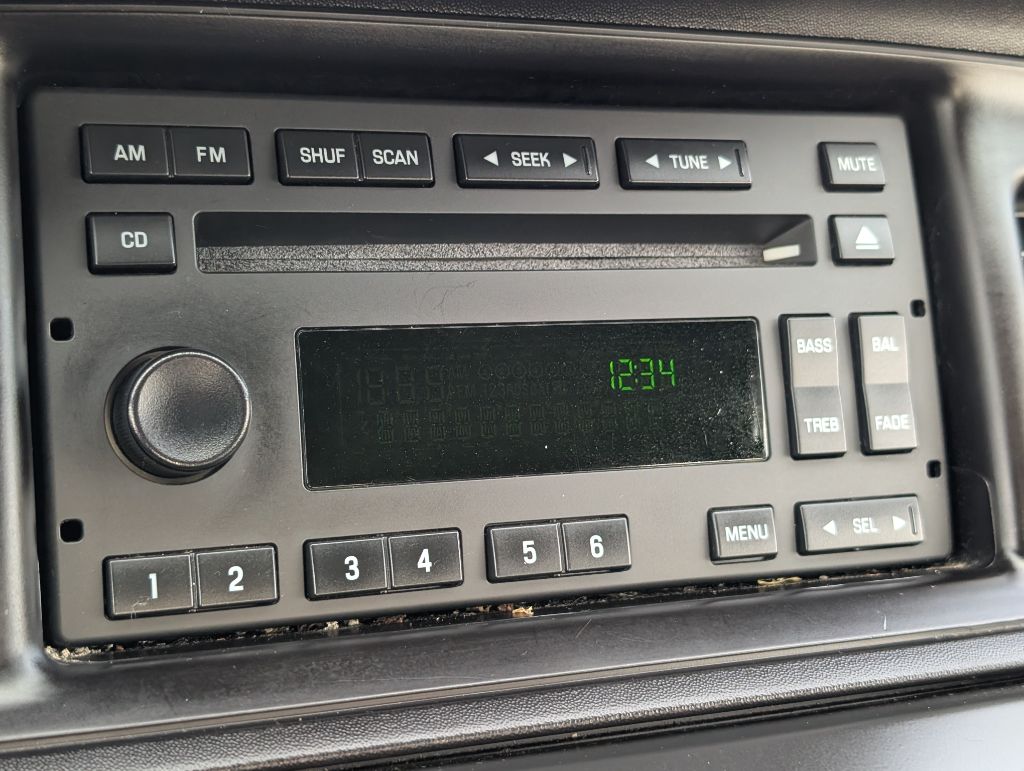 AM FM SHUF SCAN SEEK TUNE MUTE
CD
12:34
BASS BAL
TREB FADE
1 2 3 4 5 6 MENU SEL